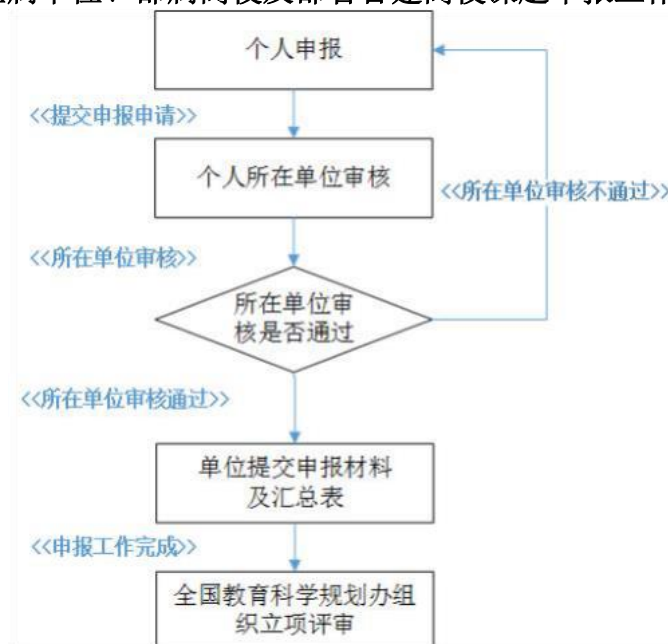 个人申报
<<提交申报申请>>
个人所在单位审核
<<所在单位审核不通过>>
<<所在单位审核>>
所在单位审
核是否通过
<<所在单位审核通过>>
单位提交申报材料
及汇总表
<<申报工作完成>>
全国教育科学规划办组
织立项评审